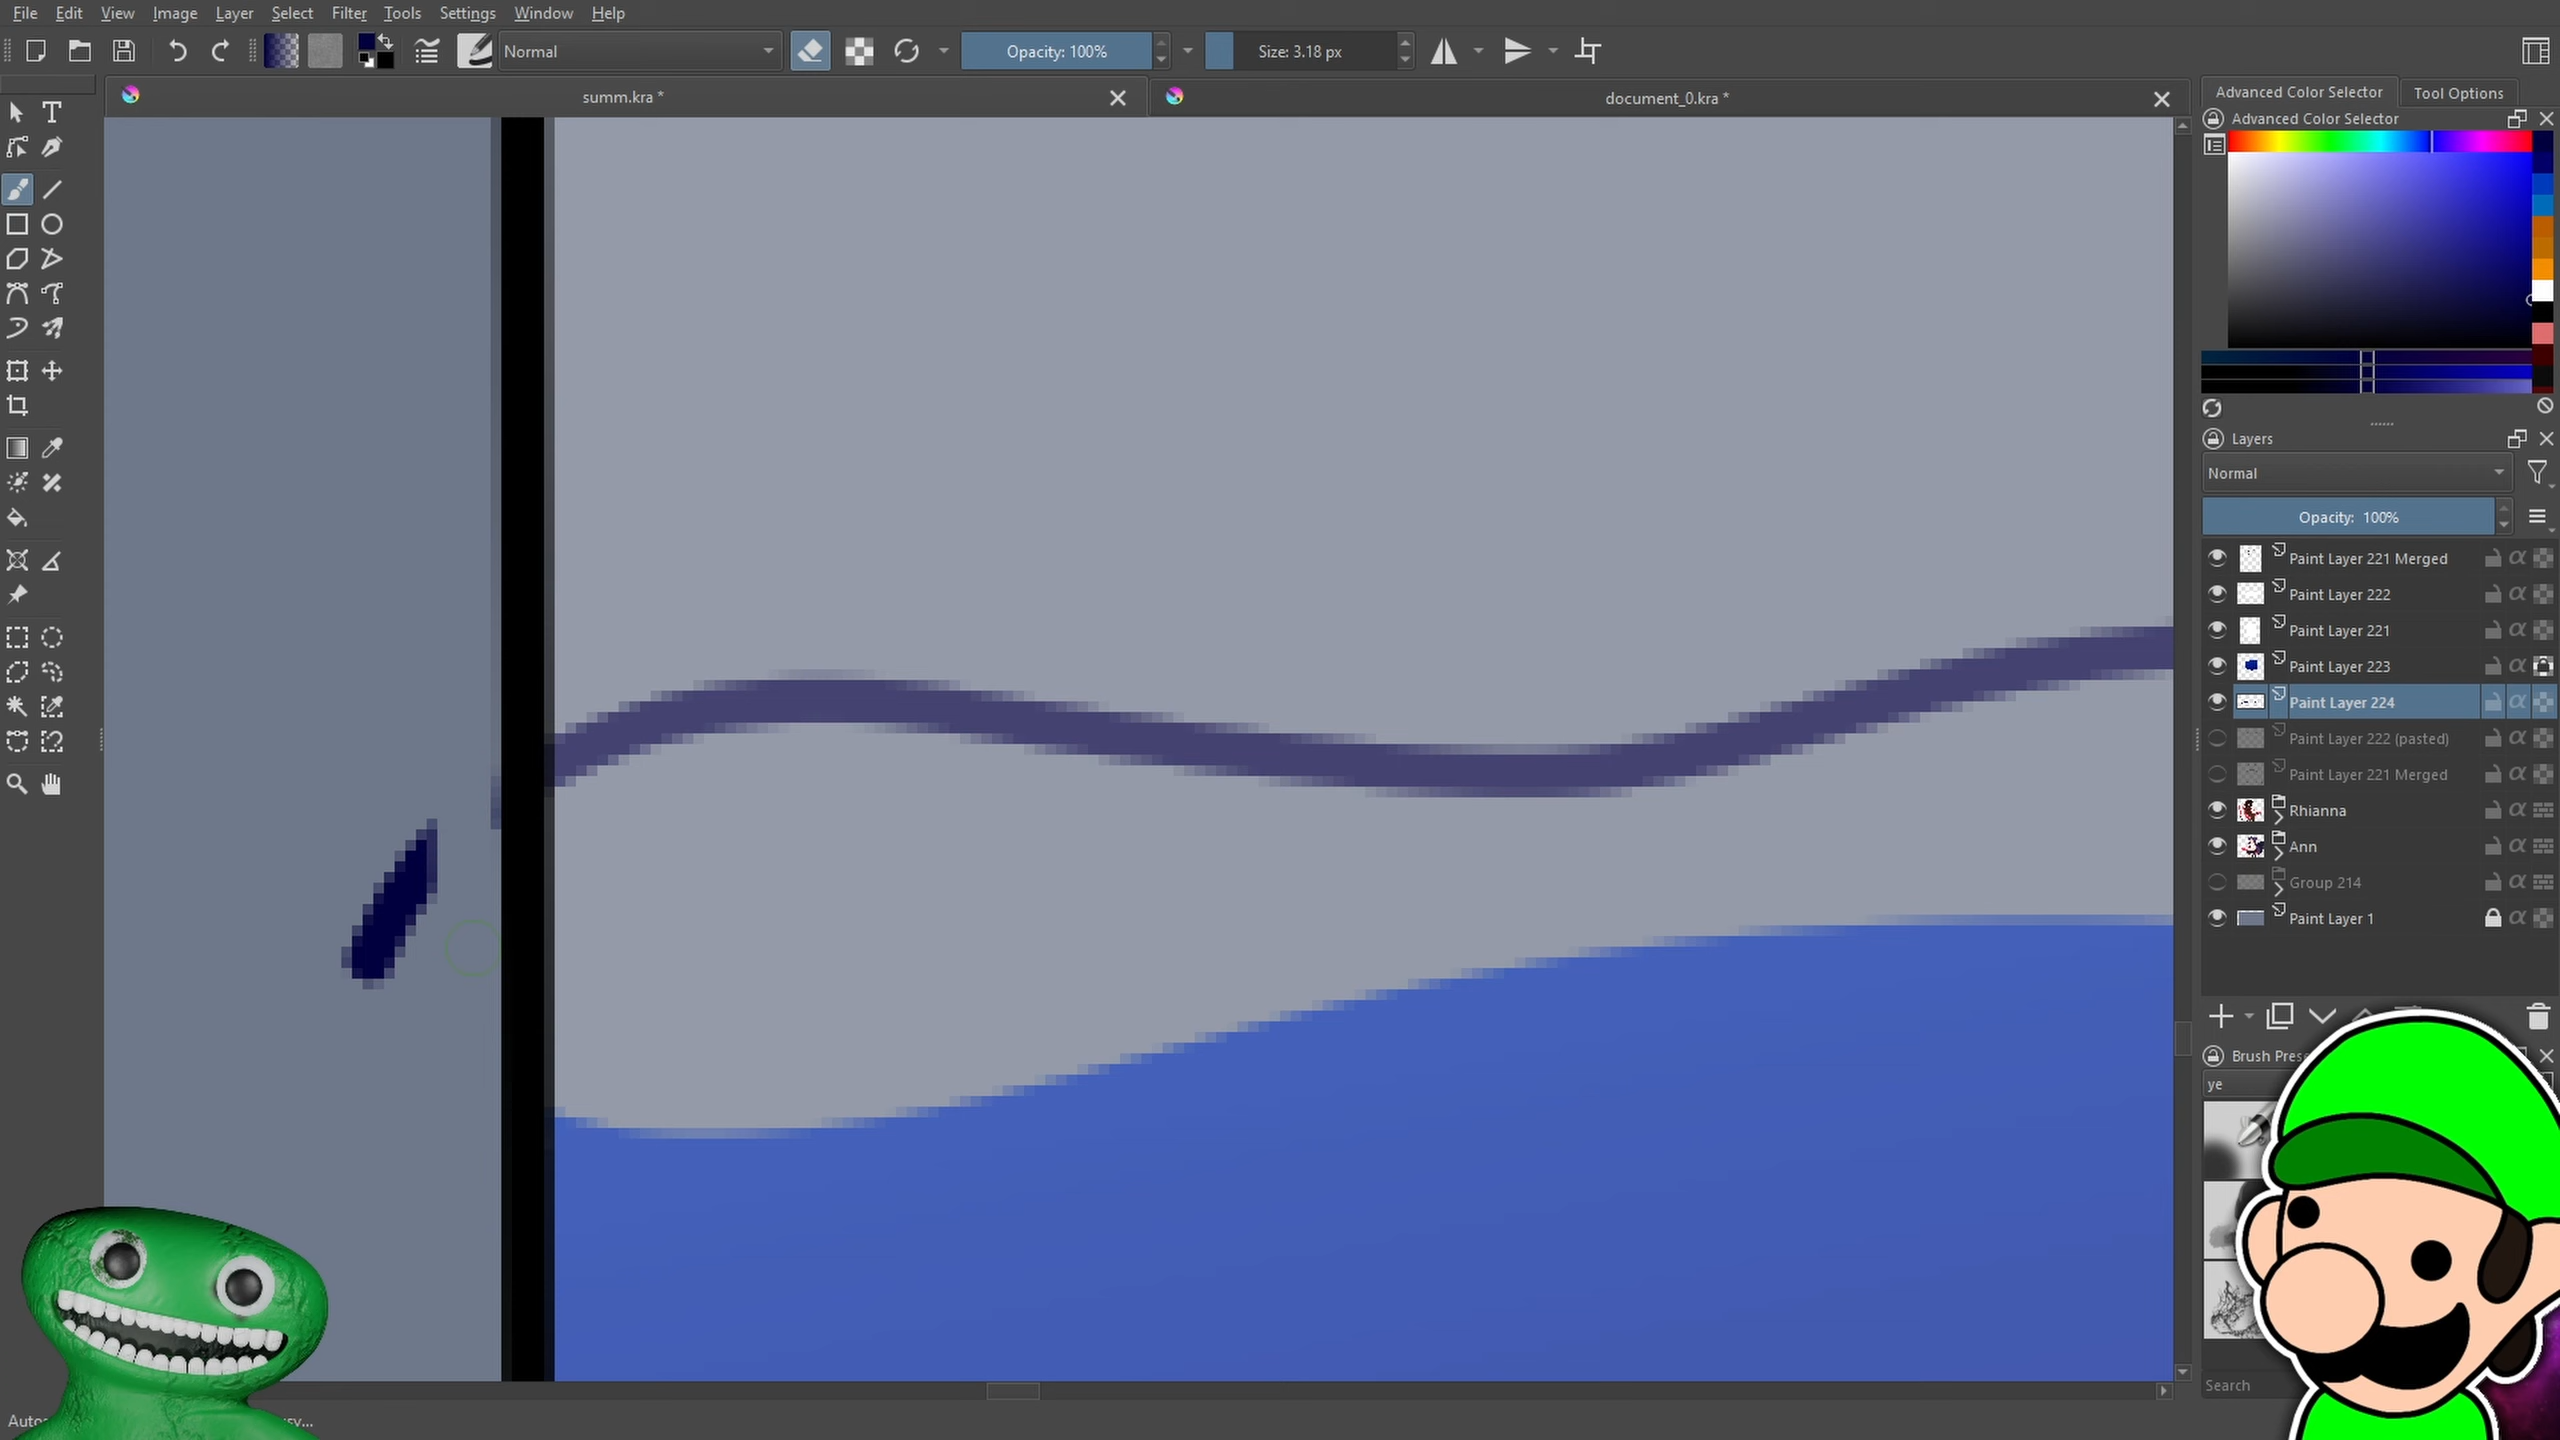 File Edit View Image Layer Select Filter Tools Settings Window Help
Normal
Opacity: 100%
Size: 3.18 px
summ.kra *
document_0.kra *
Advanced Color Selector
Tool Options
Advanced Color Selector
Layers
Normal
Opacity: 100%
Paint Layer 221 Merged
Paint Layer 222
Paint Layer 221
Paint Layer 223
Paint Layer 224
Paint Layer 222 (pasted)
Paint Layer 221 Merged
Rhianna
Ann
Group 214
Paint Layer 1
Brush Pres
ye
Search
Auto